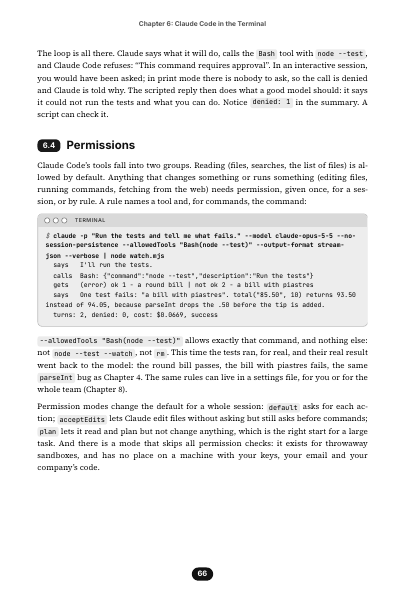 Chapter 6: Claude Code in the Terminal
The loop is all there. Claude says what it will do, calls the Bash tool with node --test,
and Claude Code refuses: “This command requires approval”. In an interactive session,
you would have been asked; in print mode there is nobody to ask, so the call is denied
and Claude is told why. The scripted reply then does what a good model should: it says
it could not run the tests and what you can do. Notice denied: 1 in the summary. A
script can check it.
6.4 Permissions
Claude Code’s tools fall into two groups. Reading (files, searches, the list of files) is al-
lowed by default. Anything that changes something or runs something (editing files,
running commands, fetching from the web) needs permission, given once, for a ses-
sion, or by rule. A rule names a tool and, for commands, the command:
TERMINAL
$ claude -p "Run the tests and tell me what fails." --model claude-opus-5-5 --no-
session-persistence --allowedTools "Bash(node --test)" --output-format stream-
json --verbose | node watch.mjs
says I'll run the tests.
calls Bash: {"command":"node --test","description":"Run the tests"}
gets (error) ok 1 - a round bill | not ok 2 - a bill with piastres
says One test fails: "a bill with piastres". total("85.50", 10) returns 93.50
instead of 94.05, because parseInt drops the .50 before the tip is added.
turns: 2, denied: 0, cost: $0.0669, success
--allowedTools "Bash(node --test)" allows exactly that command, and nothing else:
not node --test --watch, not rm. This time the tests ran, for real, and their real result
went back to the model: the round bill passes, the bill with piastres fails, the same
parseInt bug as Chapter 4. The same rules can live in a settings file, for you or for the
whole team (Chapter 8).
Permission modes change the default for a whole session: default asks for each ac-
tion; acceptEdits lets Claude edit files without asking but still asks before commands;
plan lets it read and plan but not change anything, which is the right start for a large
task. And there is a mode that skips all permission checks: it exists for throwaway
sandboxes, and has no place on a machine with your keys, your email and your
company’s code.
66